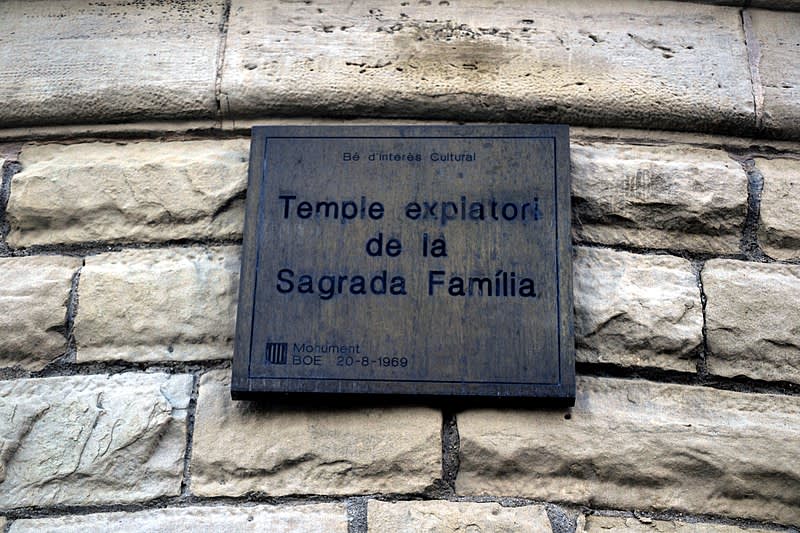 Bé d'interès Cultural
Temple expiatori
de la
Sagrada Família
Monument
BOE 20-8-1969